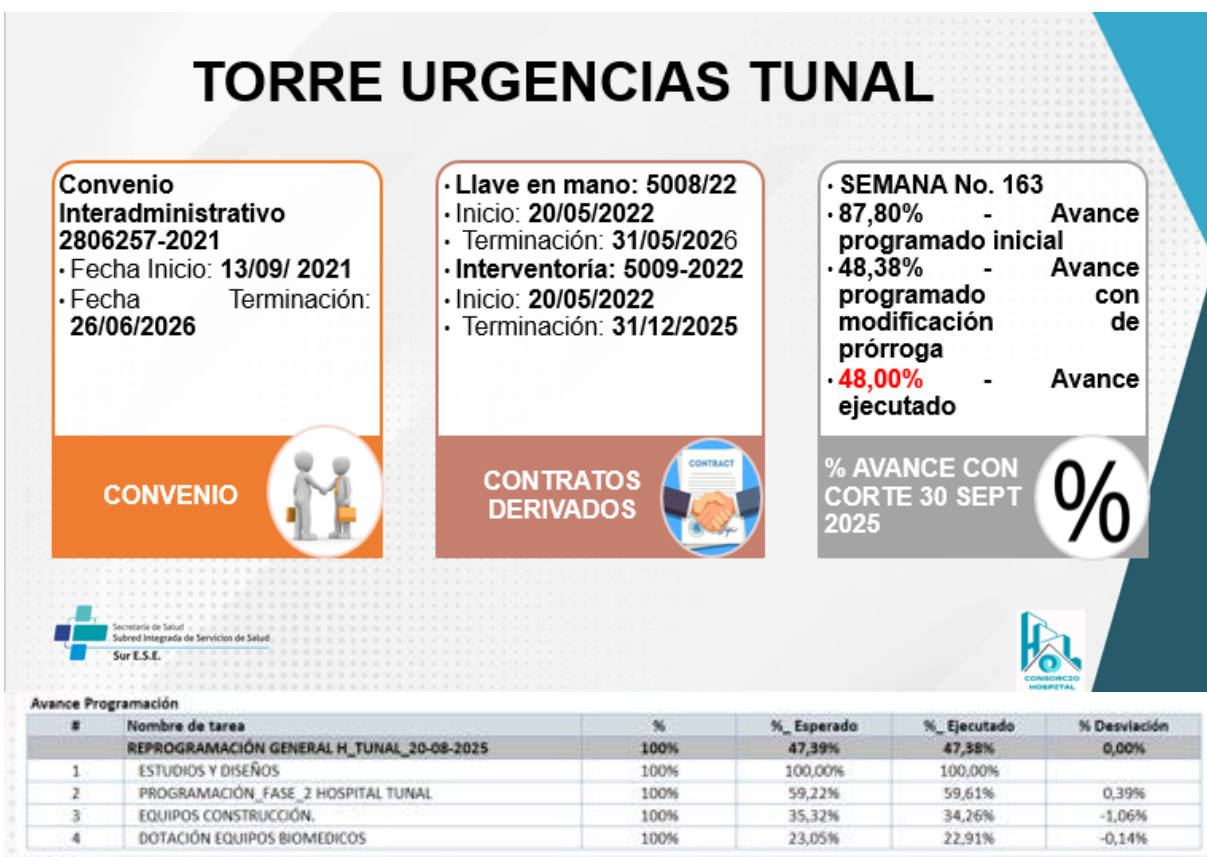 TORRE URGENCIAS TUNAL
Convenio
Interadministrativo
2806257-2021
· Fecha Inicio: 13/09/ 2021
· Fecha Terminación:
26/06/2026
CONVENIO
· Llave en mano: 5008/22
· Inicio: 20/05/2022
· Terminación: 31/05/2026
· Interventoría: 5009-2022
· Inicio: 20/05/2022
· Terminación: 31/12/2025
CONTRATOS
DERIVADOS
CONTRACT
· SEMANA No. 163
· 87,80% - Avance
programado inicial
· 48,38% - Avance
programado con
modificación de
prórroga
· 48,00% - Avance
ejecutado
% AVANCE CON
CORTE 30 SEPT
2025
%
Secretaría de Salud
Subred Integrada de Servicios de Salud
Sur E.S.E.
CONSORCIO
HOSPITAL
Avance Programación
# Nombre de tarea % %_ Esperado %_ Ejecutado % Desviación
REPROGRAMACIÓN GENERAL H_TUNAL_20-08-2025 100% 47,39% 47,38% 0,00%
1 ESTUDIOS Y DISEÑOS 100% 100,00% 100,00%
2 PROGRAMACIÓN_FASE_2 HOSPITAL TUNAL 100% 59,22% 59,61% 0,39%
3 EQUIPOS CONSTRUCCIÓN. 100% 35,32% 34,26% -1,06%
4 DOTACIÓN EQUIPOS BIOMEDICOS 100% 23,05% 22,91% -0,14%